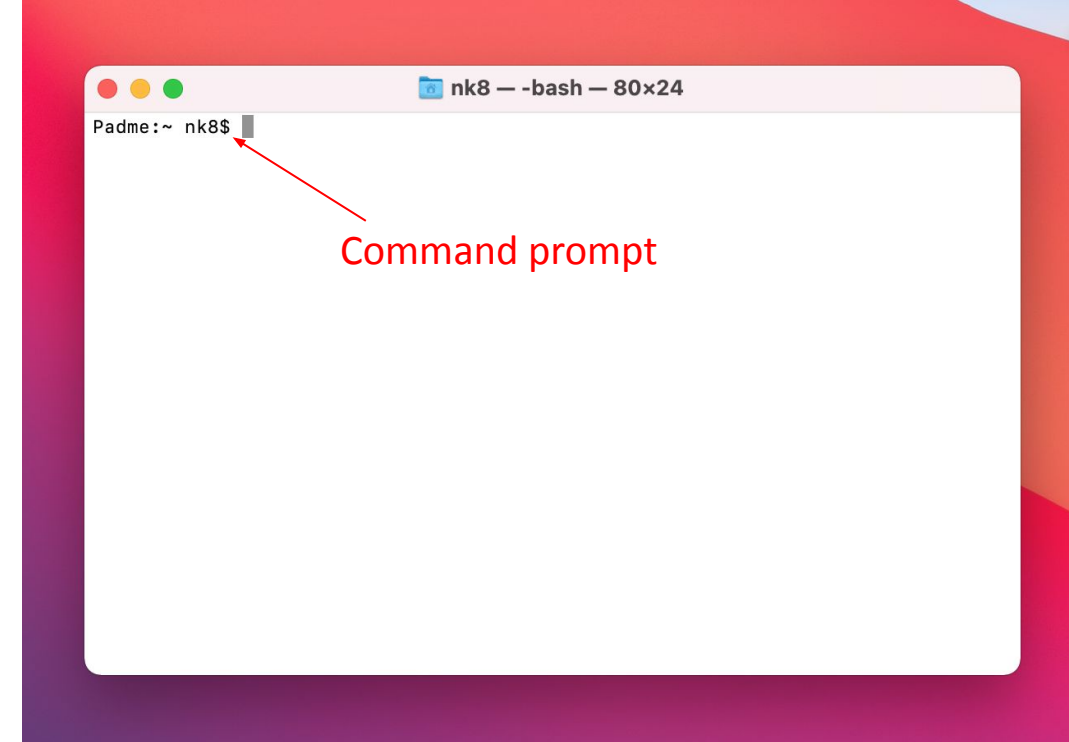 nk8 — -bash — 80×24
Padme:~ nk8$
Command prompt